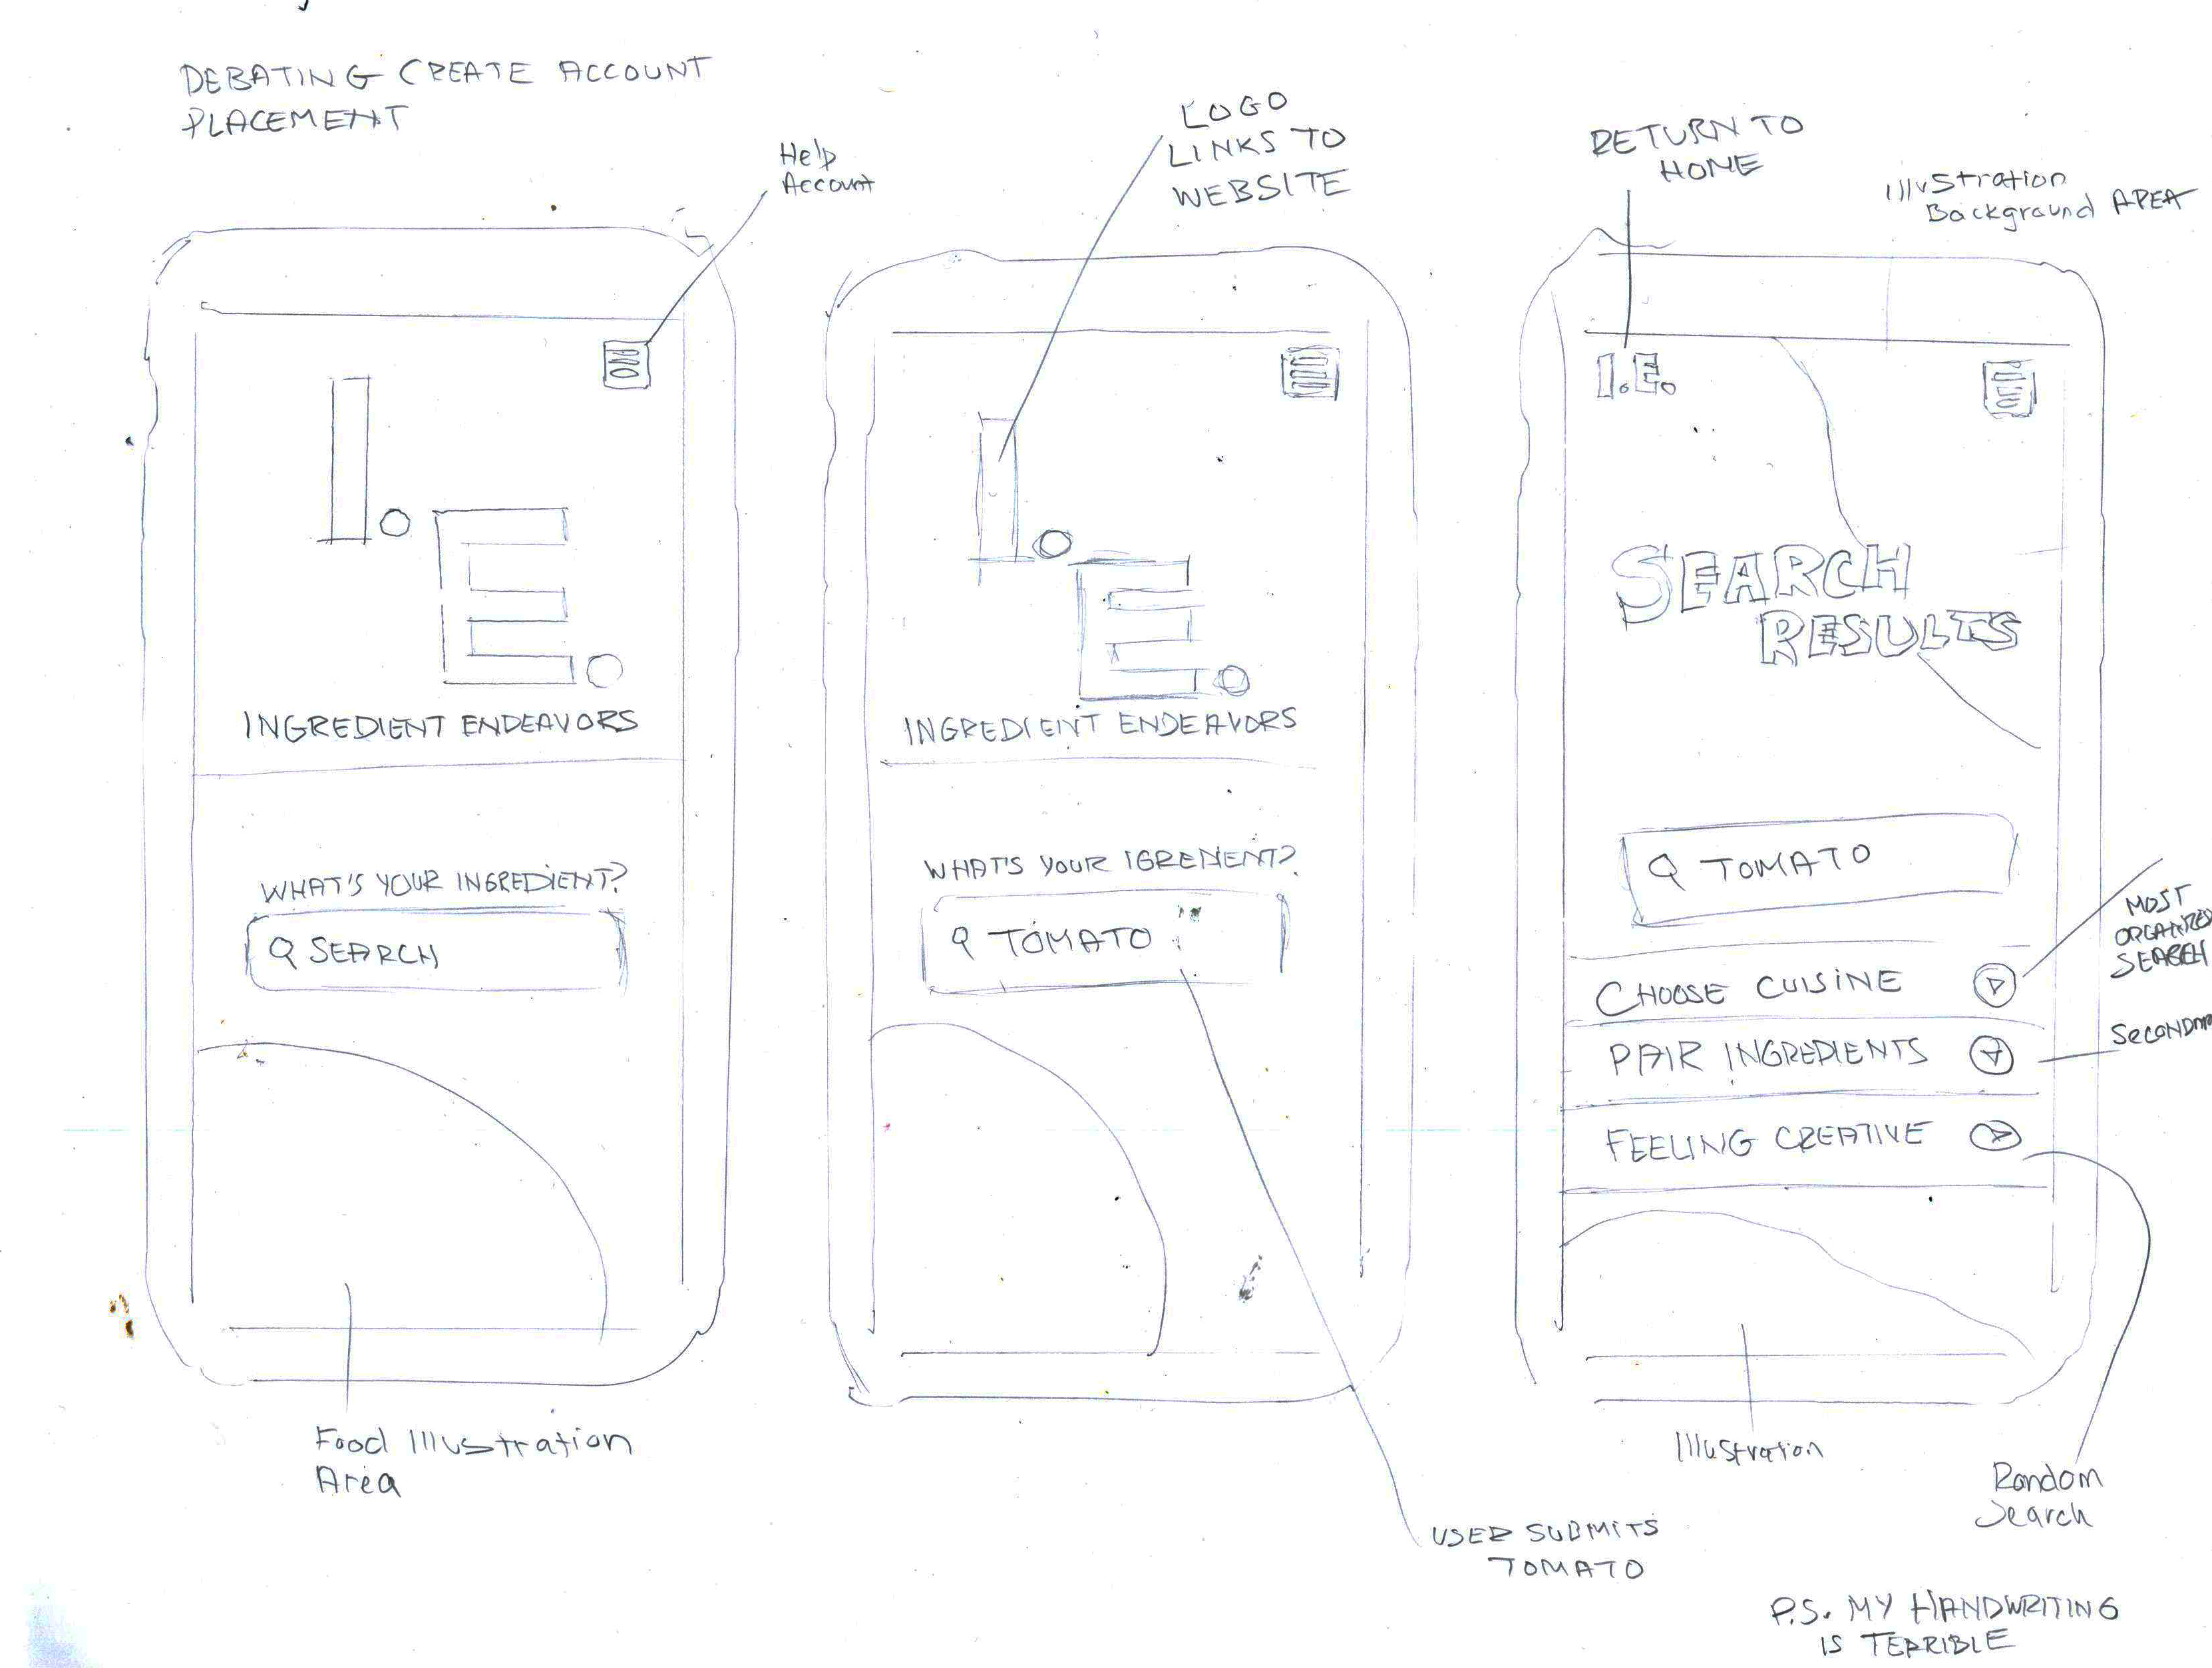 DEBATING CREATE ACCOUNT
PLACEMENT
Help
Account
I.
E.
INGREDIENT ENDEAVORS
WHAT'S YOUR INGREDIENT?
SEARCH
Food Illustration
Area
LOGO
LINKS TO
WEBSITE
I.
E.
INGREDIENT ENDEAVORS
WHAT'S YOUR IGREDIENT?
TOMATO
USER SUBMITS
TOMATO
RETURN TO
HOME
Illustration
Background AREA
I.E.
SEARCH
RESULTS
TOMATO
CHOOSE CUISINE
PAIR INGREDIENTS
FEELING CREATIVE
MOST
ORGANIZED
SEARCH
Illustration
Random
Search
P.S. MY HANDWRITING
IS TERRIBLE